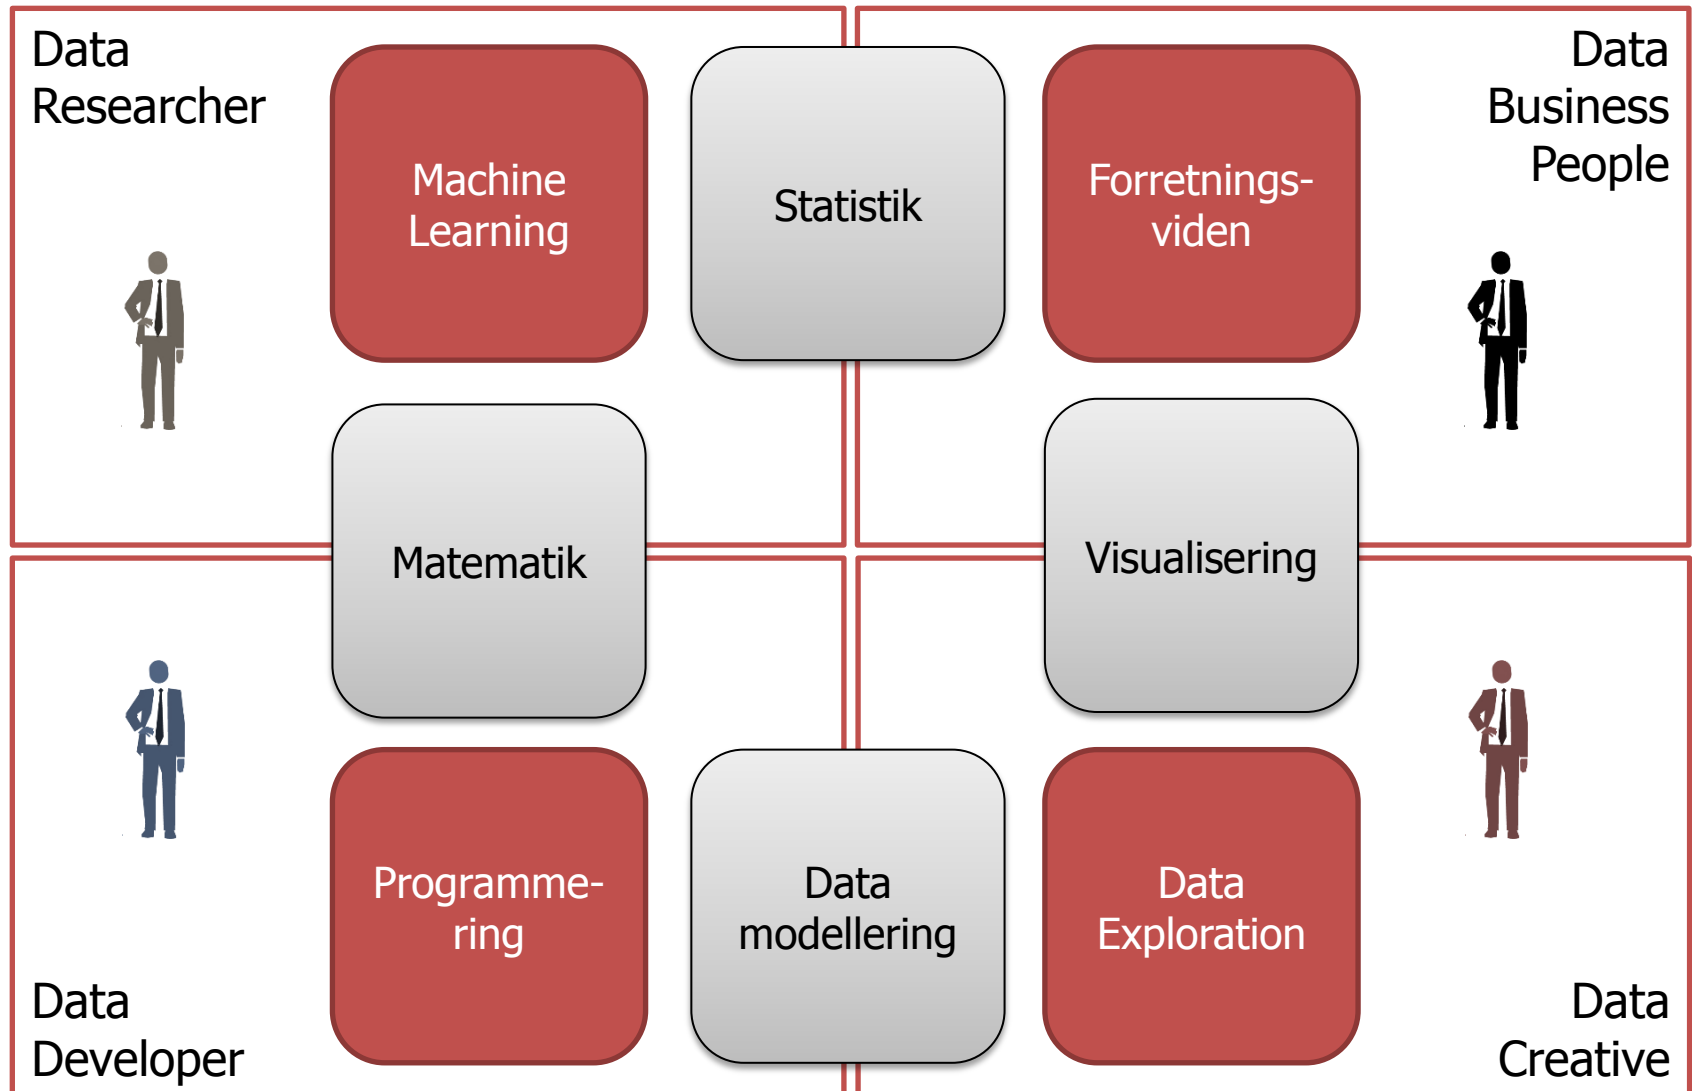 Data
Researcher
Machine
Learning
Statistik
Forretnings-
viden
Data
Business
People
Matematik
Visualisering
Programme-
ring
Data
modellering
Data
Exploration
Data
Developer
Data
Creative